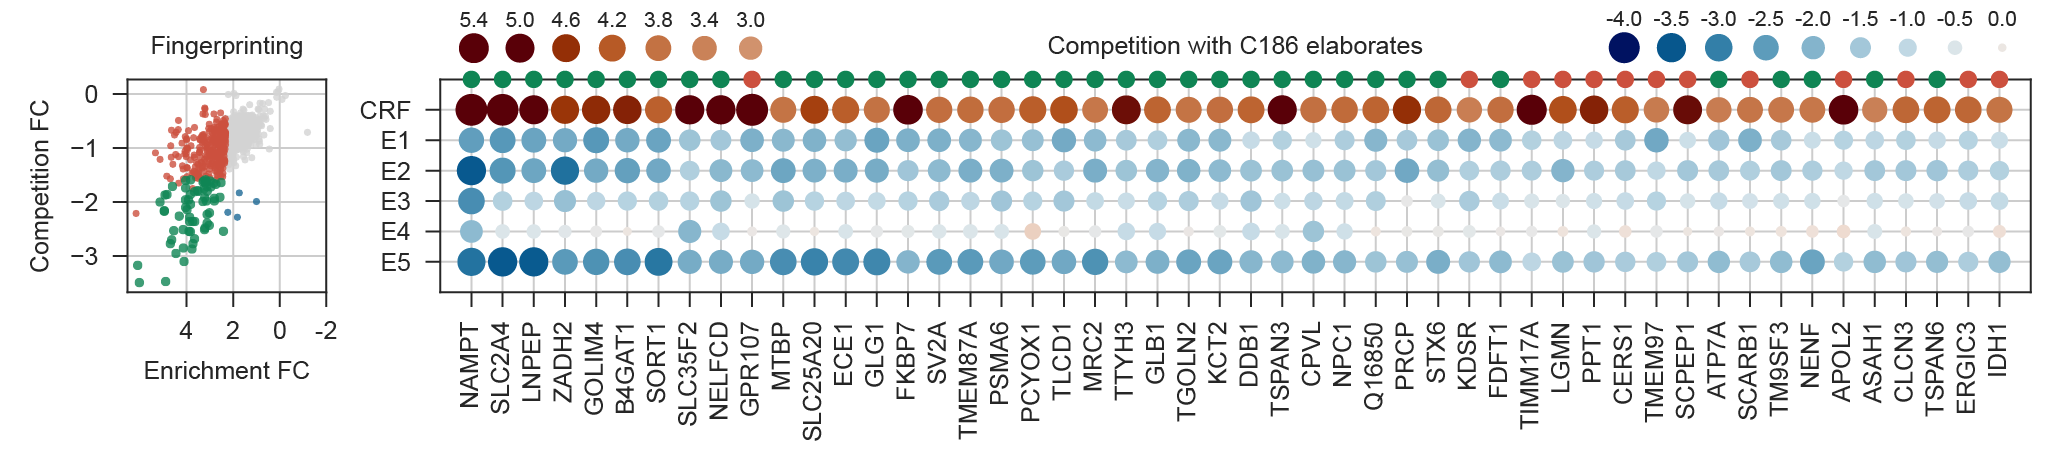 Fingerprinting
Competition FC
0
−1
−2
−3
4 2 0 -2
Enrichment FC
5.4 5.0 4.6 4.2 3.8 3.4 3.0
Competition with C186 elaborates
-4.0 -3.5 -3.0 -2.5 -2.0 -1.5 -1.0 -0.5 0.0
CRF
E1
E2
E3
E4
E5
NAMPT
SLC2A4
LNPEP
ZADH2
GOLIM4
B4GAT1
SORT1
SLC35F2
NELFCD
GPR107
MTBP
SLC25A20
ECE1
GLG1
FKBP7
SV2A
TMEM87A
PSMA6
PCYOX1
TLCD1
MRC2
TTYH3
GLB1
TGOLN2
KCT2
DDB1
TSPAN3
CPVL
NPC1
Q16850
PRCP
STX6
KDSR
FDFT1
TIMM17A
LGMN
PPT1
CERS1
TMEM97
SCPEP1
ATP7A
SCARB1
TM9SF3
NENF
APOL2
ASAH1
CLCN3
TSPAN6
ERGIC3
IDH1